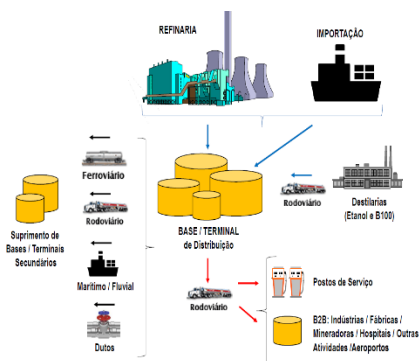 REFINARIA
IMPORTAÇÃO
Ferroviário
Rodoviário
Marítimo / Fluvial
Dutos
Suprimento de
Bases / Terminais
Secundários
BASE / TERMINAL
de Distribuição
Rodoviário
Destilarias
(Etanol e B100)
Rodoviário
Postos de Serviço
B2B: Indústrias / Fábricas /
Mineradoras / Hospitais / Outras
Atividades /Aeroportos